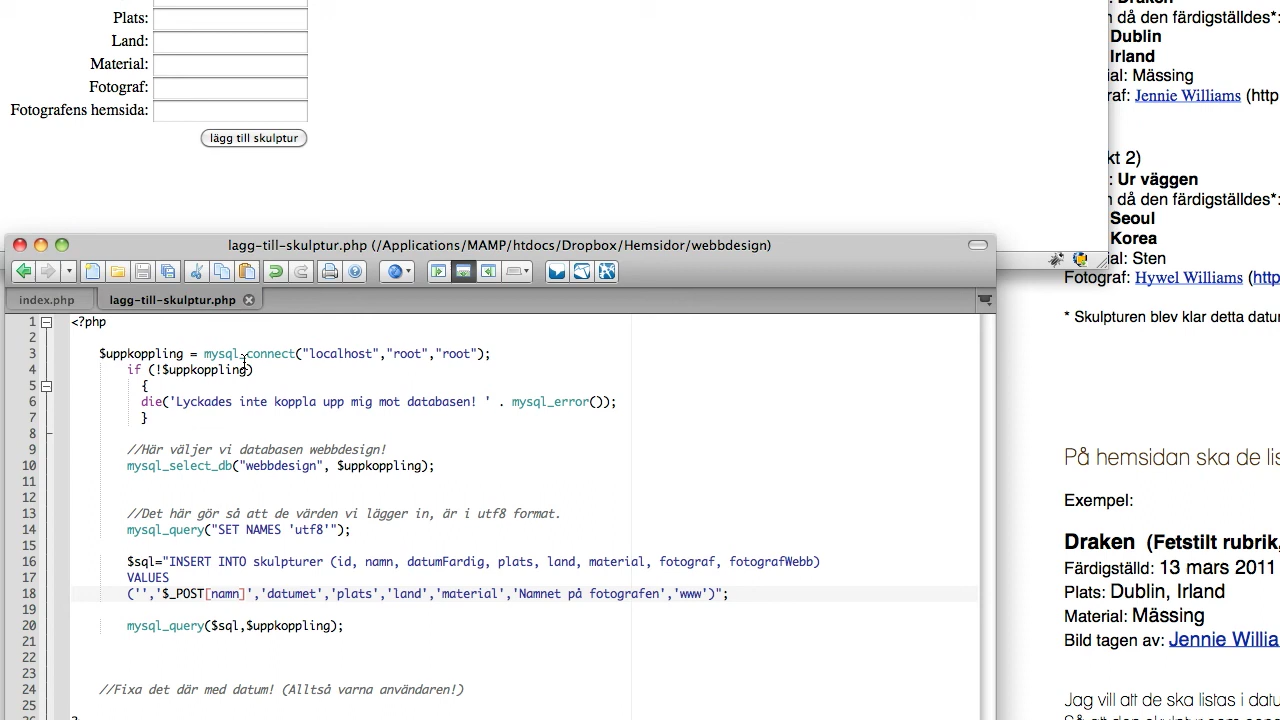 Plats:
Land:
Material:
Fotograf:
Fotografens hemsida:
lägg till skulptur
n då den färdigställdes*:
Dublin
Irland
ial: Mässing
raf: Jennie Williams (http
kt 2)
: Ur väggen
n då den färdigställdes*:
Seoul
Korea
ial: Sten
Fotograf: Hywel Williams (http
* Skulpturen blev klar detta datum
På hemsidan ska de lis
Exempel:
Draken (Fetstilt rubrik,
Färdigställd: 13 mars 2011
Plats: Dublin, Irland
Material: Mässing
Bild tagen av: Jennie Willia
Jag vill att de ska listas i datu
lagg-till-skulptur.php (/Applications/MAMP/htdocs/Dropbox/Hemsidor/webbdesign)
index.php
lagg-till-skulptur.php
1 <?php
2
3 $uppkoppling = mysql_connect("localhost","root","root");
4 if (!$uppkoppling)
5 {
6 die('Lyckades inte koppla upp mig mot databasen! ' . mysql_error());
7 }
8
9 //Här väljer vi databasen webbdesign!
10 mysql_select_db("webbdesign", $uppkoppling);
11
12
13 //Det här gör så att de värden vi lägger in, är i utf8 format.
14 mysql_query("SET NAMES 'utf8'");
15
16 $sql="INSERT INTO skulpturer (id, namn, datumFardig, plats, land, material, fotograf, fotografWebb)
17 VALUES
18 ('','$_POST[namn]','datumet','plats','land','material','Namnet på fotografen','www')";
19
20 mysql_query($sql,$uppkoppling);
21
22
23
24 //Fixa det där med datum! (Alltså varna användaren!)
25